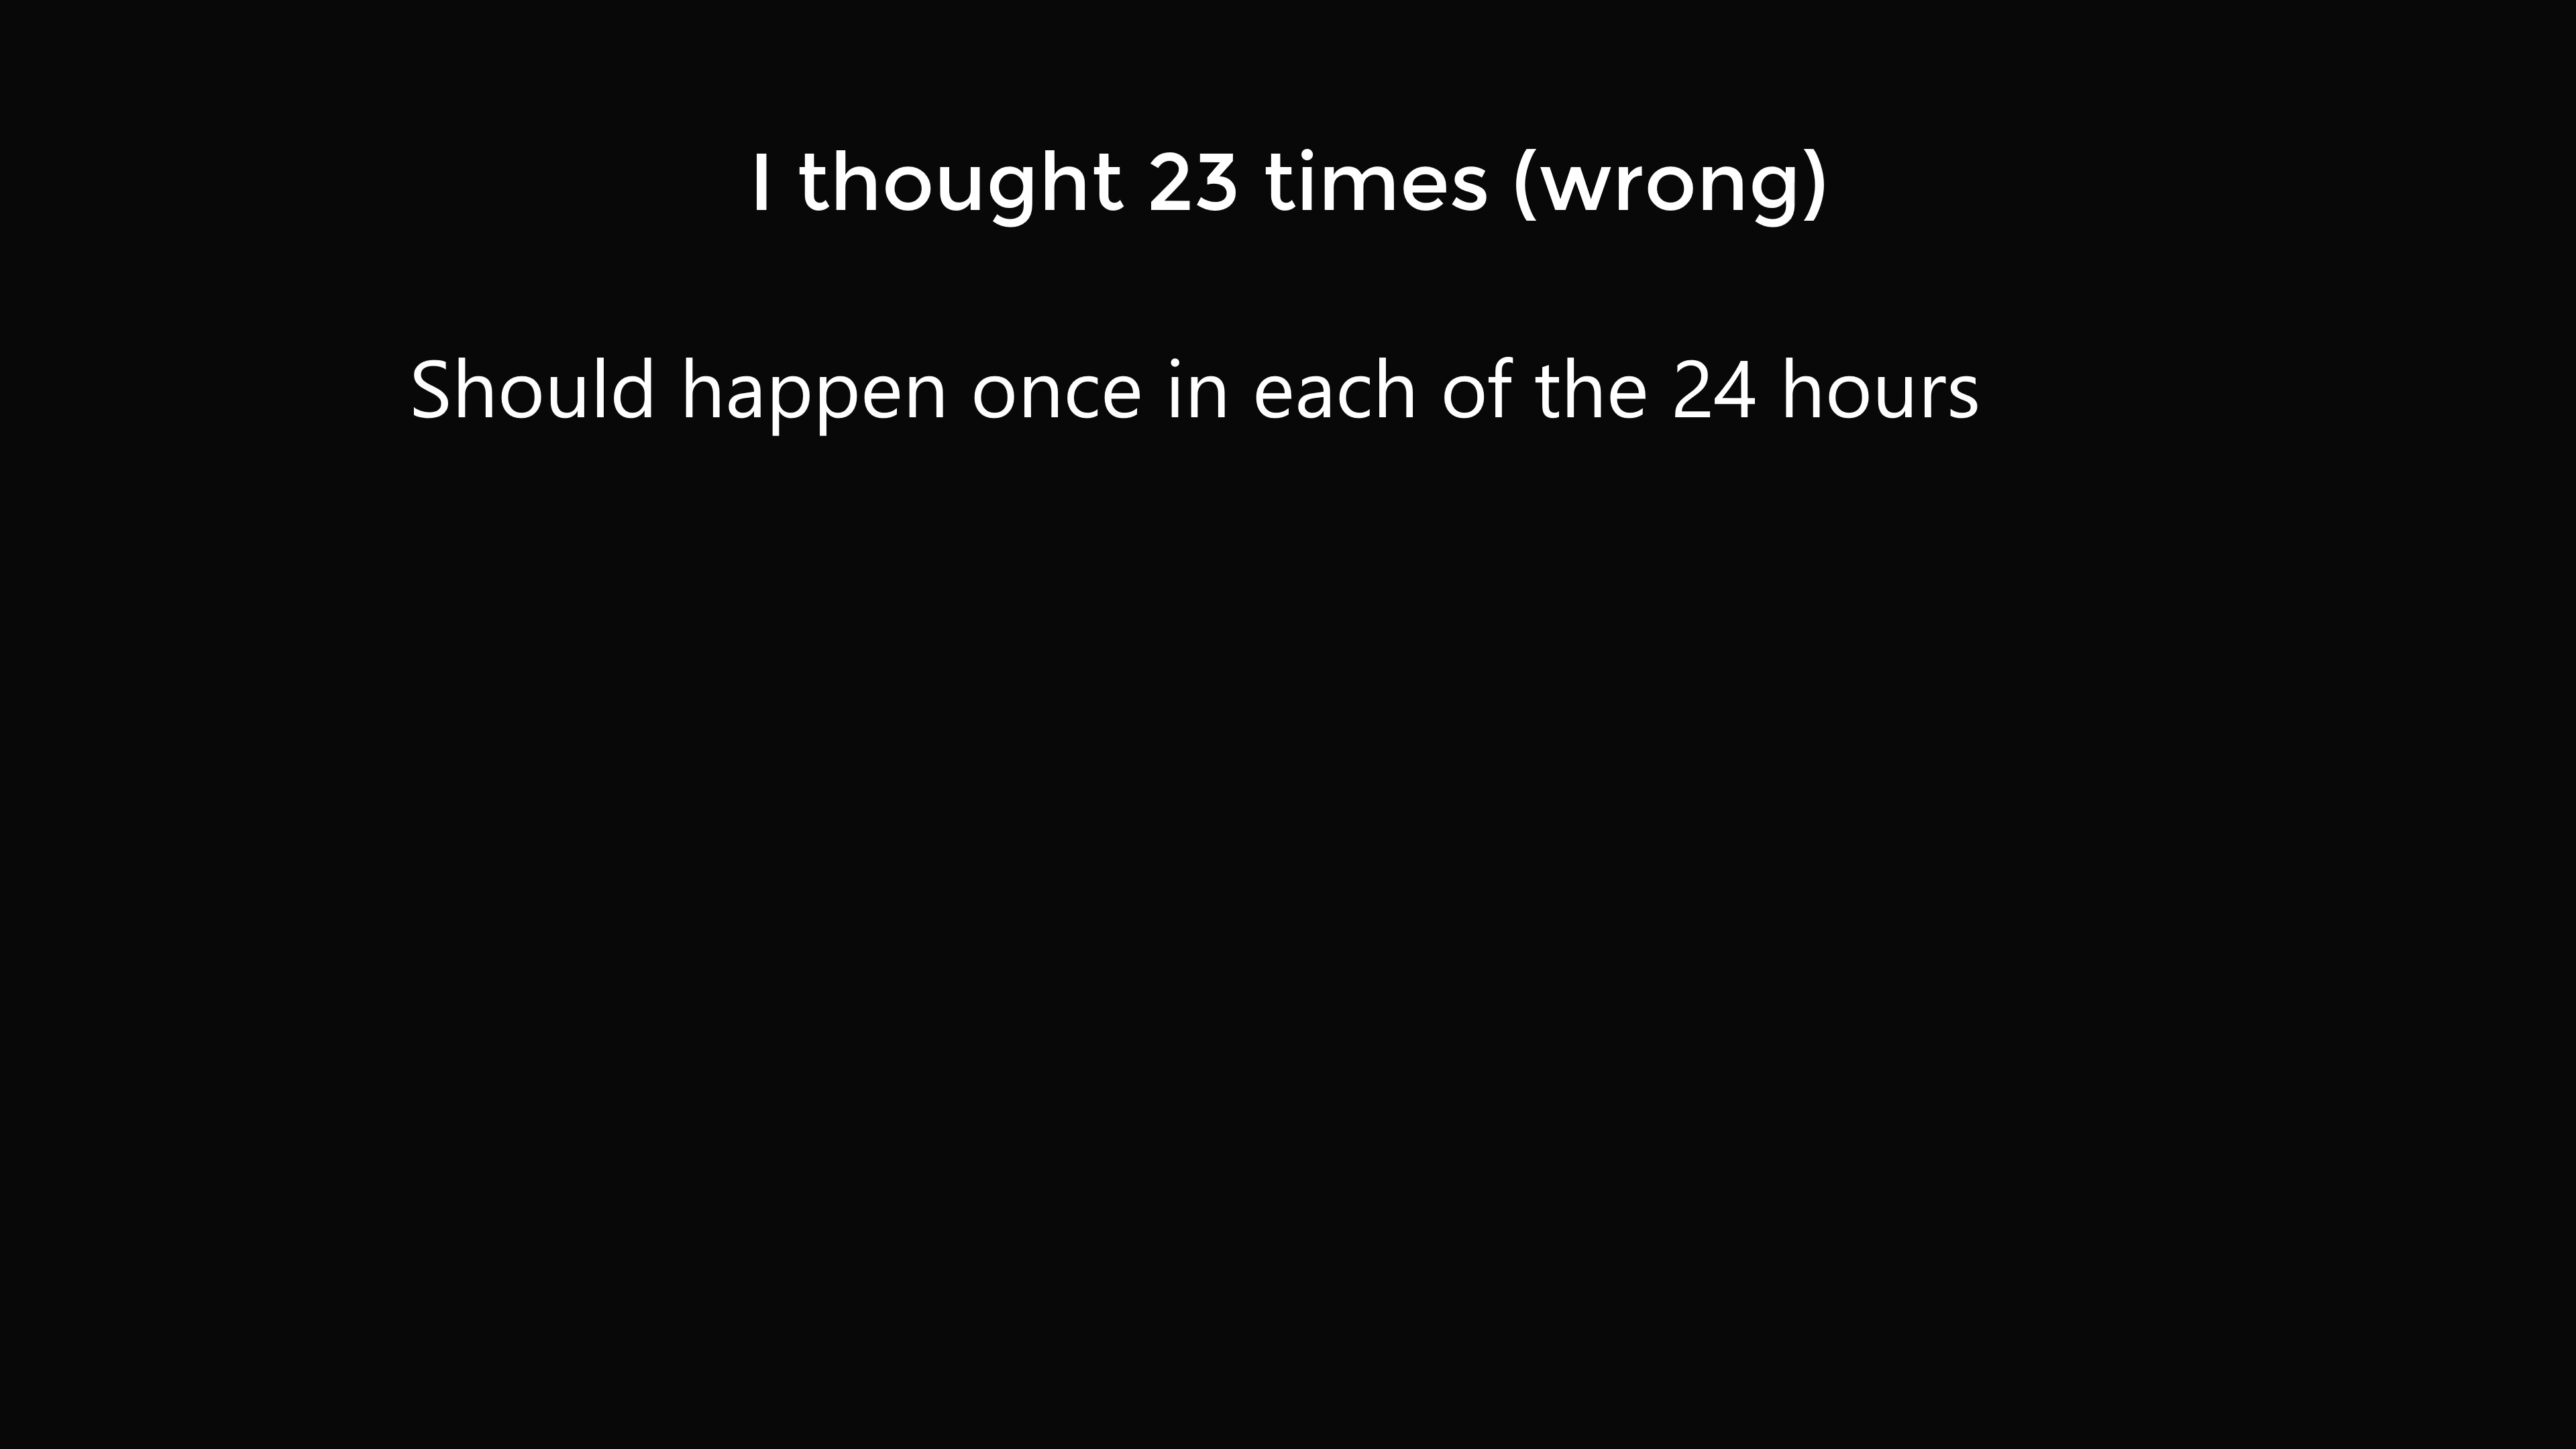 I thought 23 times (wrong)
Should happen once in each of the 24 hours